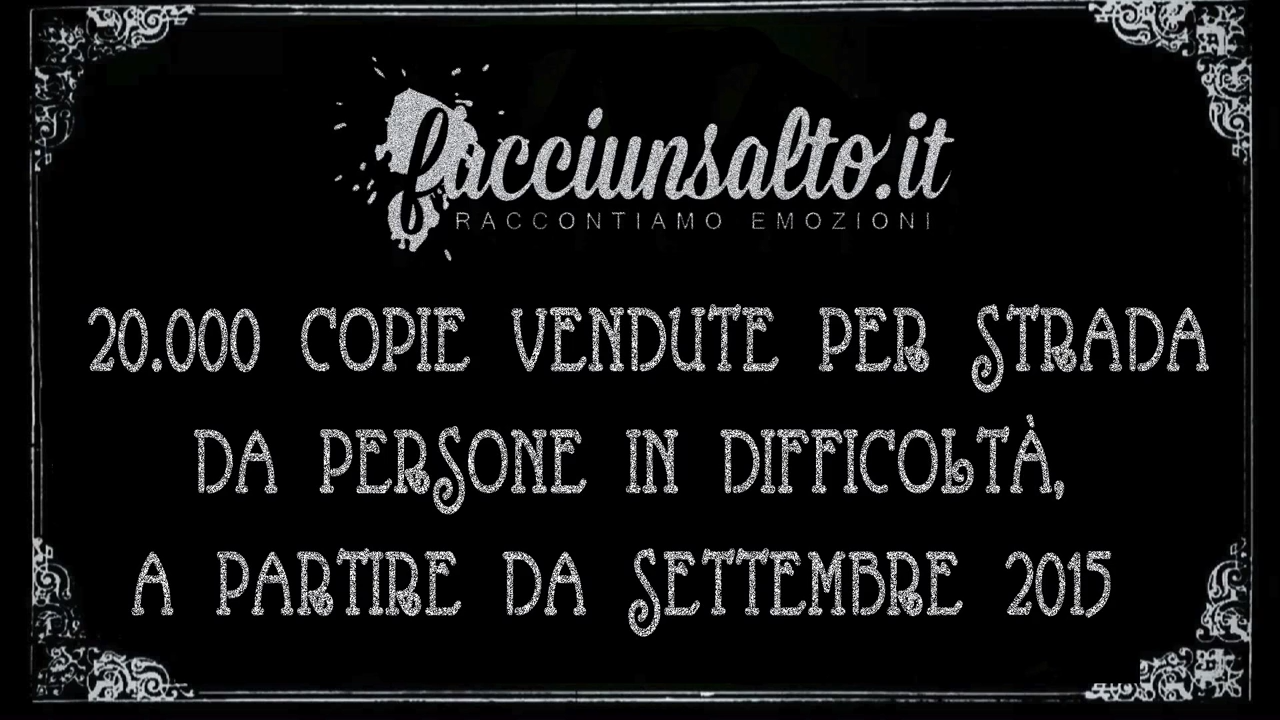 facciunsalto.it
RACCONTIAMO EMOZIONI
20.000 COPIE VENDUTE PER STRADA
DA PERSONE IN DIFFICOLTÀ,
A PARTIRE DA SETTEMBRE 2015